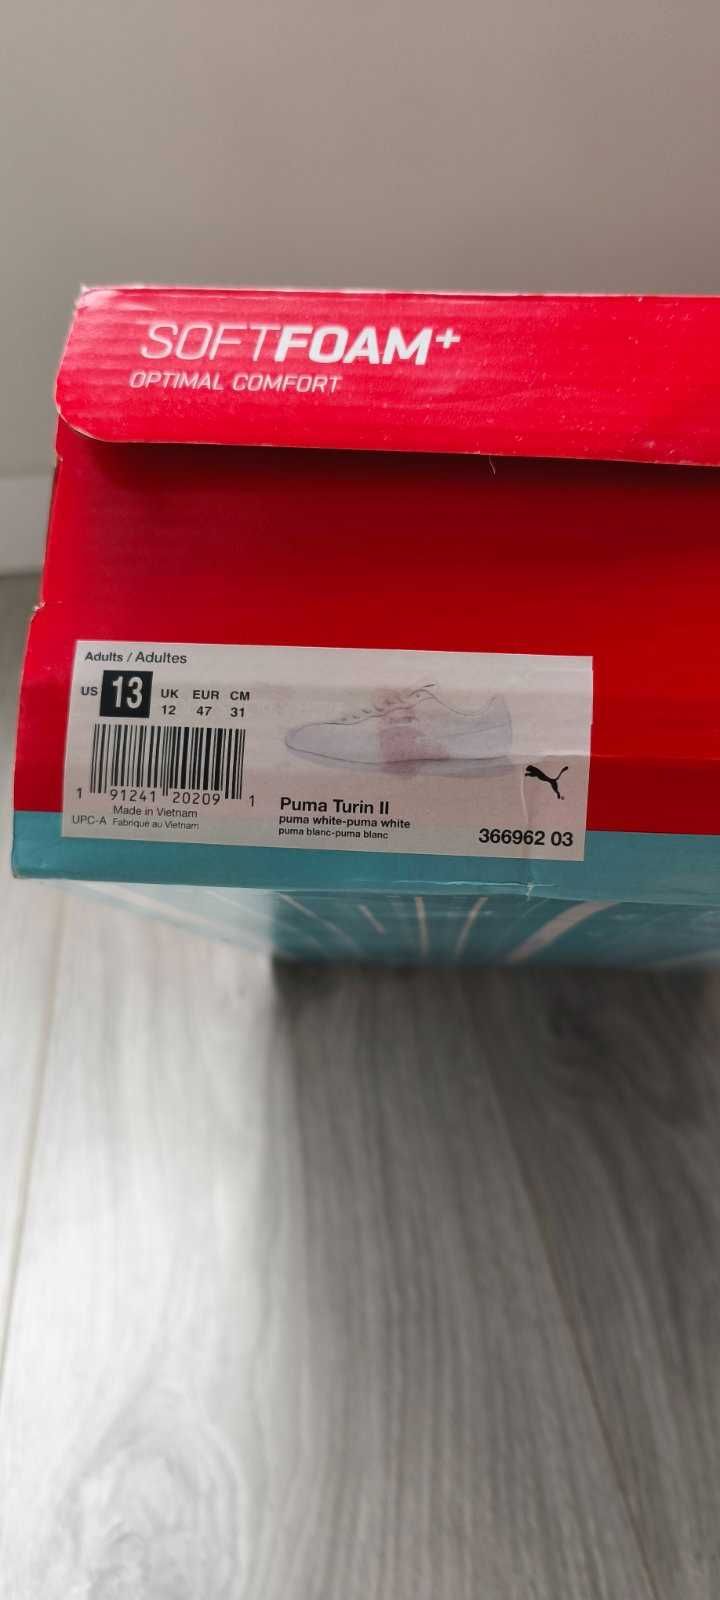 SOFTFOAM+
OPTIMAL COMFORT
Adults / Adultes
US 13 UK EUR CM
12 47 31
1 91241 20209 1
Made in Vietnam
UPC-A Fabriqué au Vietnam
Puma Turin II
puma white-puma white
puma blanc-puma blanc
366962 03